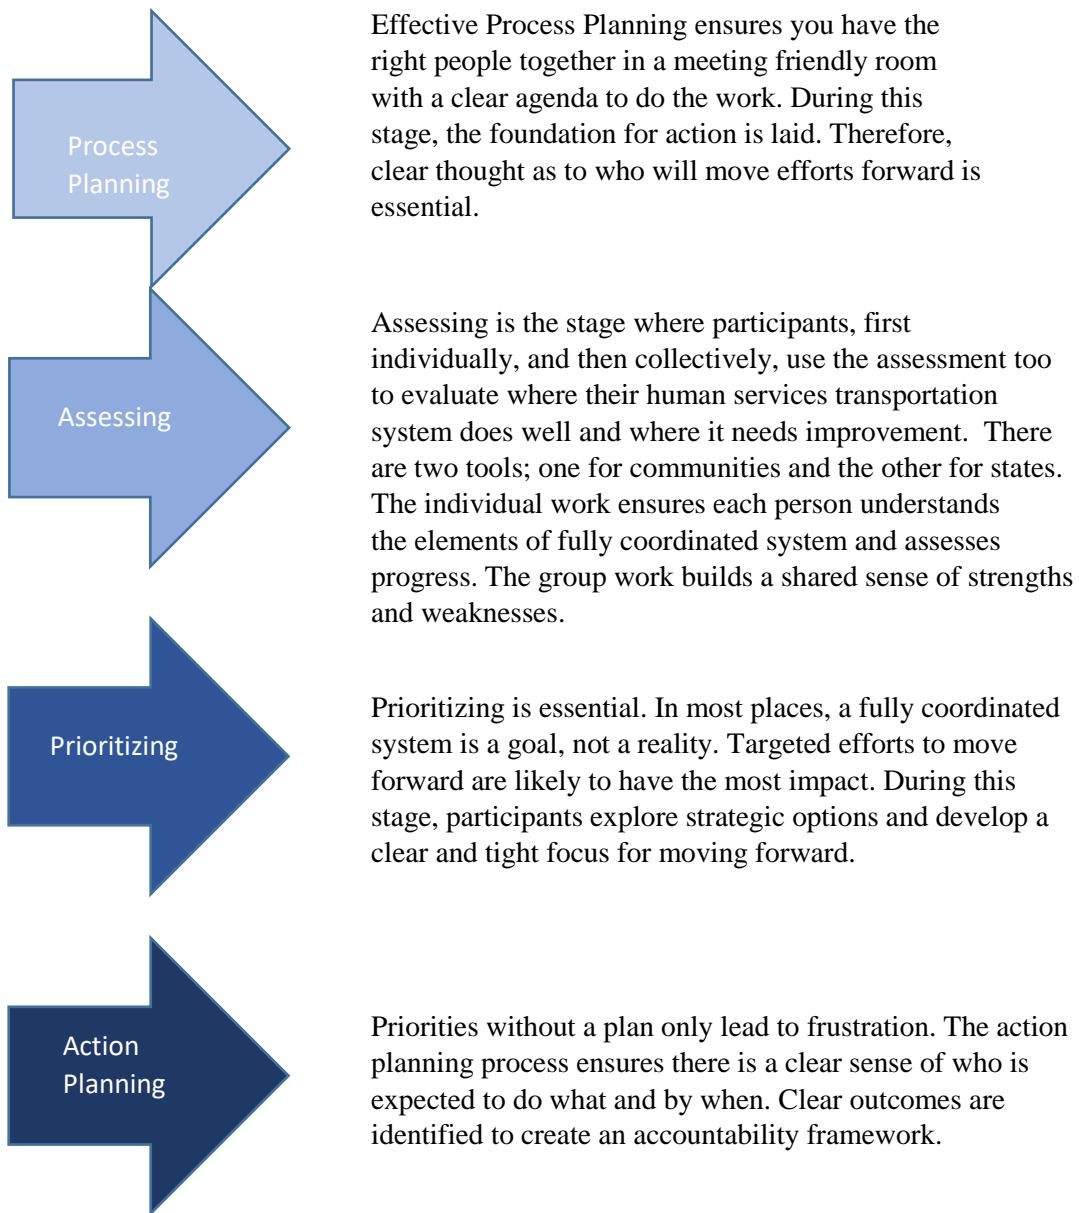 Process
Planning
Effective Process Planning ensures you have the
right people together in a meeting friendly room
with a clear agenda to do the work. During this
stage, the foundation for action is laid. Therefore,
clear thought as to who will move efforts forward is
essential.
Assessing
Assessing is the stage where participants, first
individually, and then collectively, use the assessment too
to evaluate where their human services transportation
system does well and where it needs improvement.  There
are two tools; one for communities and the other for states.
The individual work ensures each person understands
the elements of fully coordinated system and assesses
progress. The group work builds a shared sense of strengths
and weaknesses.
Prioritizing
Prioritizing is essential. In most places, a fully coordinated
system is a goal, not a reality. Targeted efforts to move
forward are likely to have the most impact. During this
stage, participants explore strategic options and develop a
clear and tight focus for moving forward.
Action
Planning
Priorities without a plan only lead to frustration. The action
planning process ensures there is a clear sense of who is
expected to do what and by when. Clear outcomes are
identified to create an accountability framework.